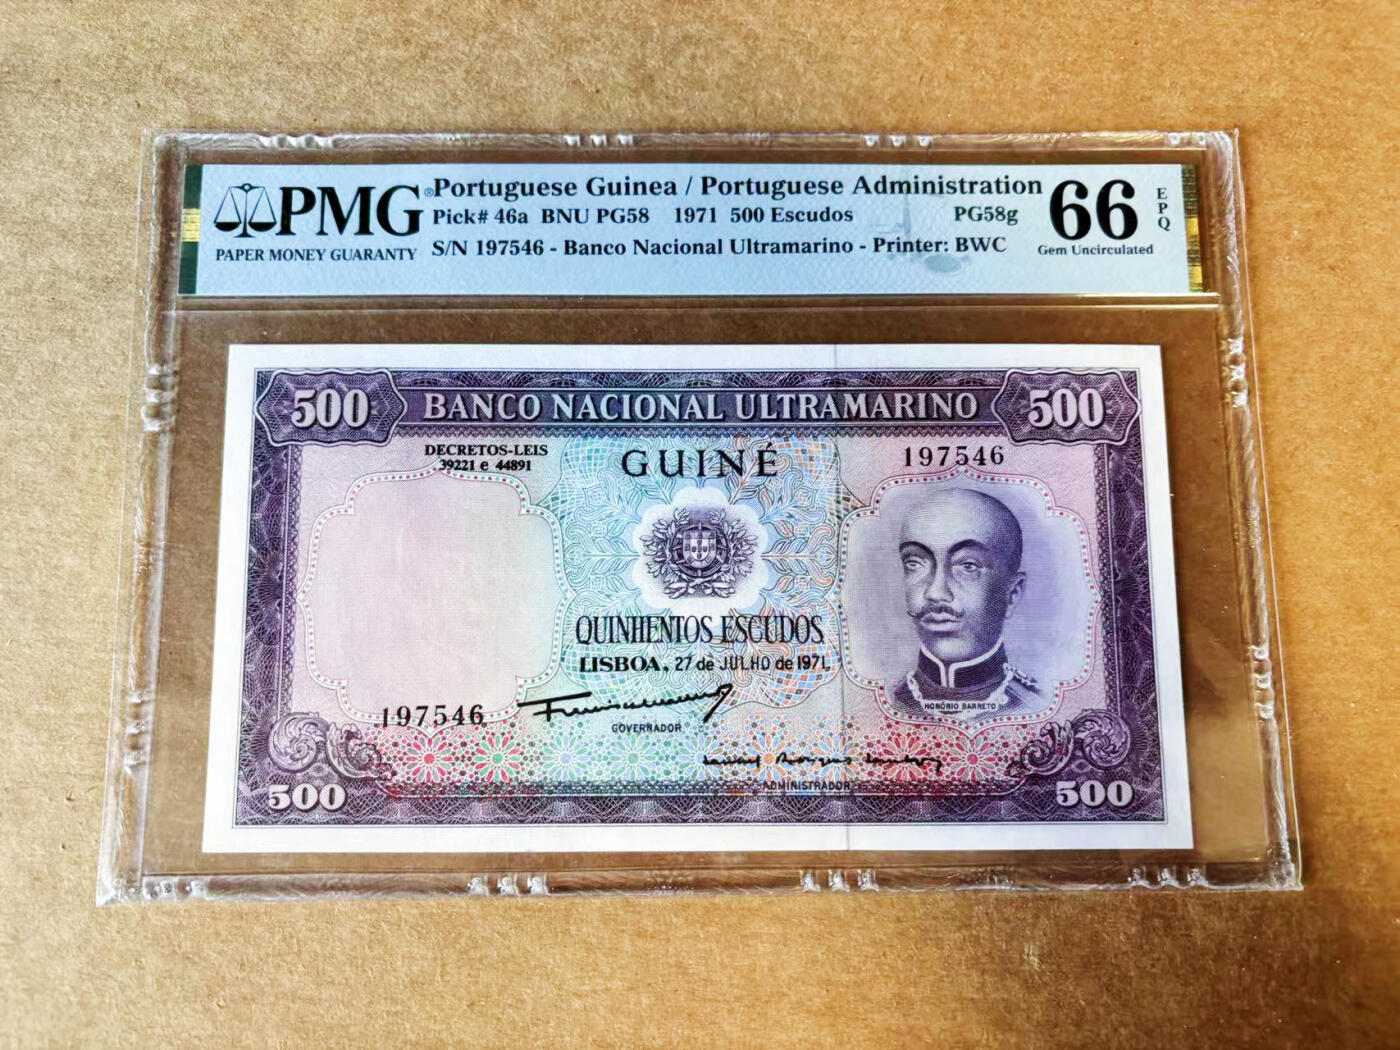 PMG®
PAPER MONEY GUARANTY
Portuguese Guinea / Portuguese Administration
Pick# 46a BNU PG58 1971 500 Escudos PG58g
S/N 197546 - Banco Nacional Ultramarino - Printer: BWC
66 EPQ
Gem Uncirculated
500 BANCO NACIONAL ULTRAMARINO 500
DECRETOS-LEIS
39221 e 44891
GUINÉ
197546
QUINHENTOS ESCUDOS
LISBOA, 27 de JULHO de 1971
HONÓRIO BARRETO
197546
GOVERNADOR
ADMINISTRADOR
500 500